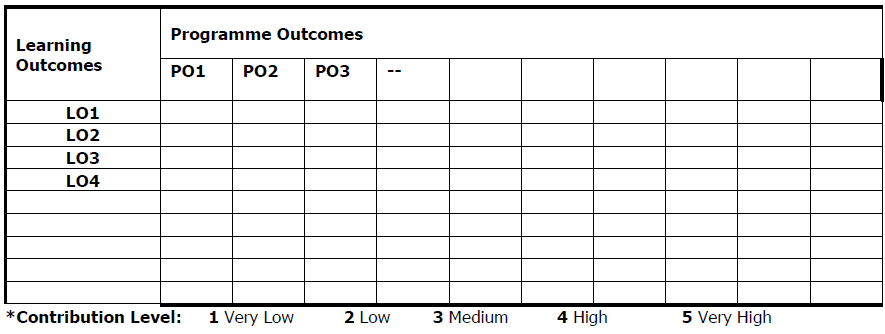 Learning Outcomes
Programme Outcomes
PO1 PO2 PO3 --
LO1
LO2
LO3
LO4
*Contribution Level: 1 Very Low 2 Low 3 Medium 4 High 5 Very High